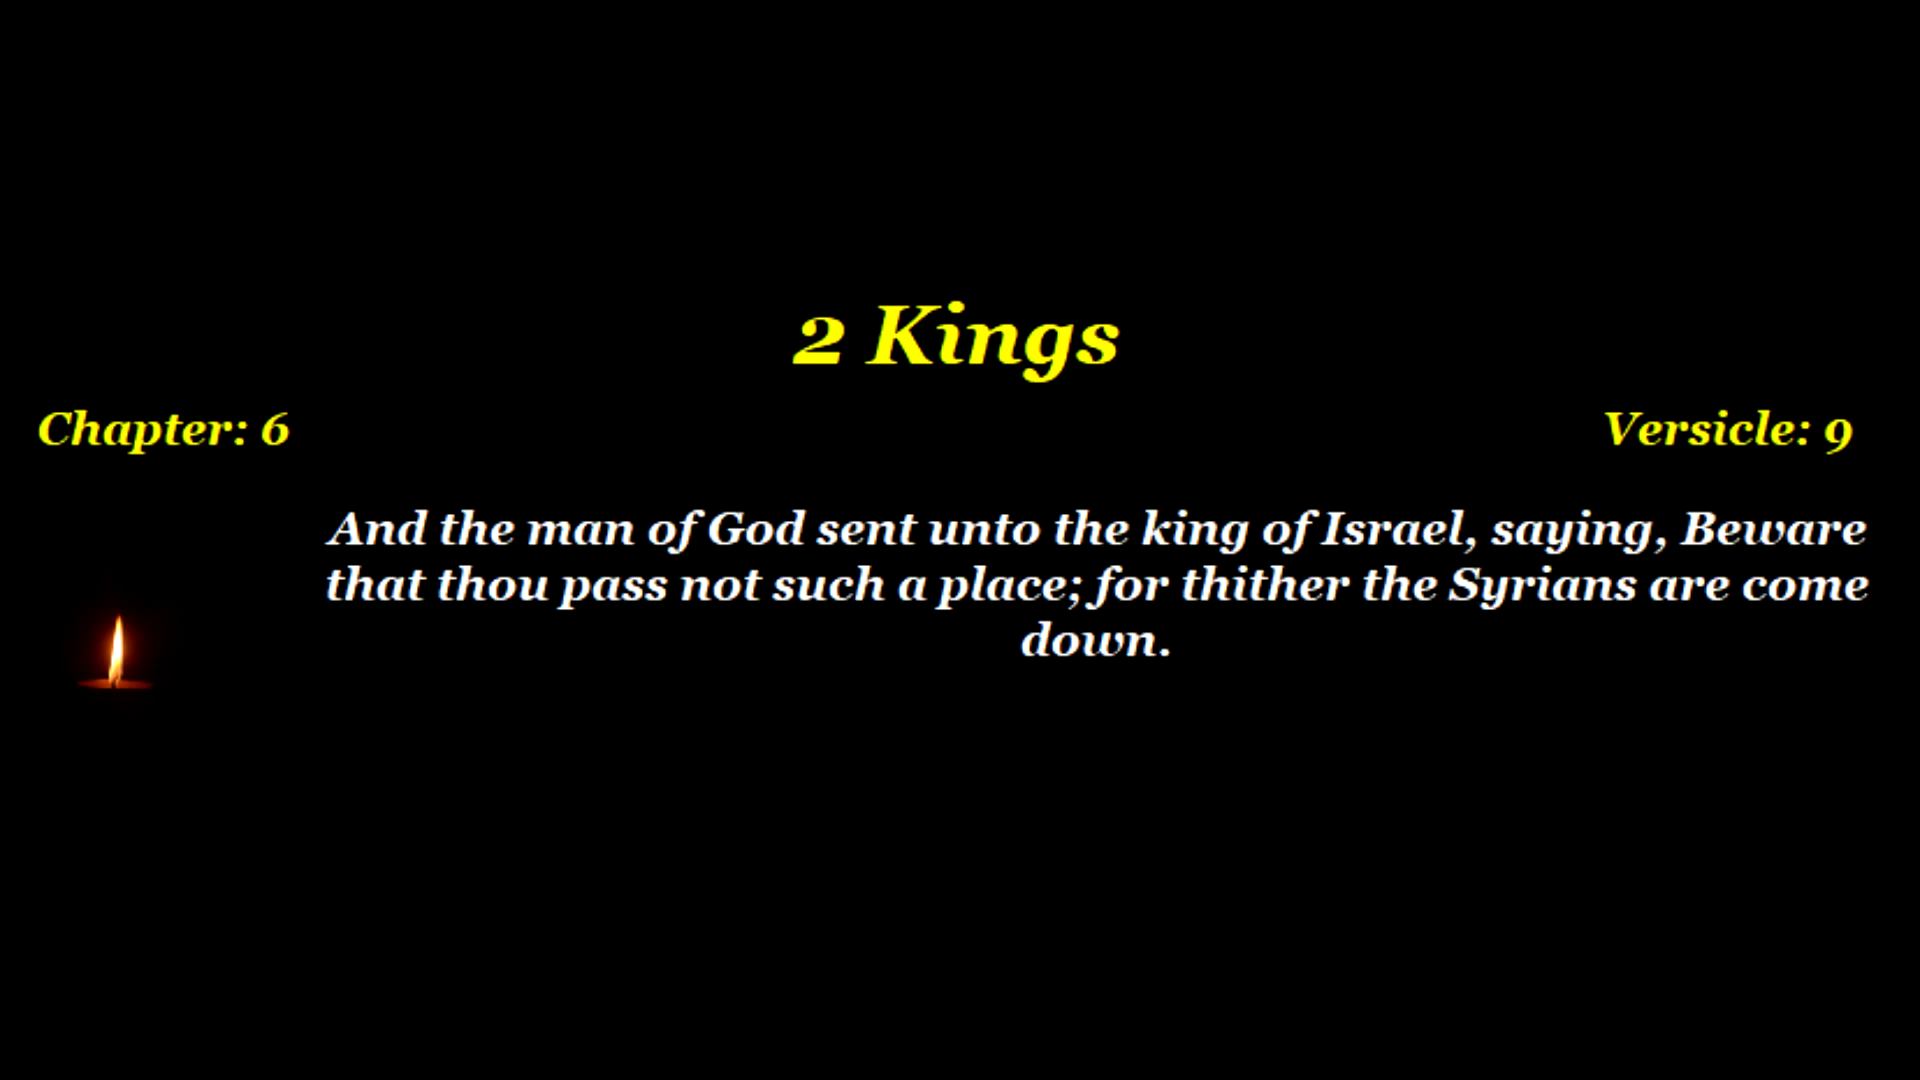 2 Kings
Chapter: 6
Versicle: 9
And the man of God sent unto the king of Israel, saying, Beware
that thou pass not such a place; for thither the Syrians are come
down.